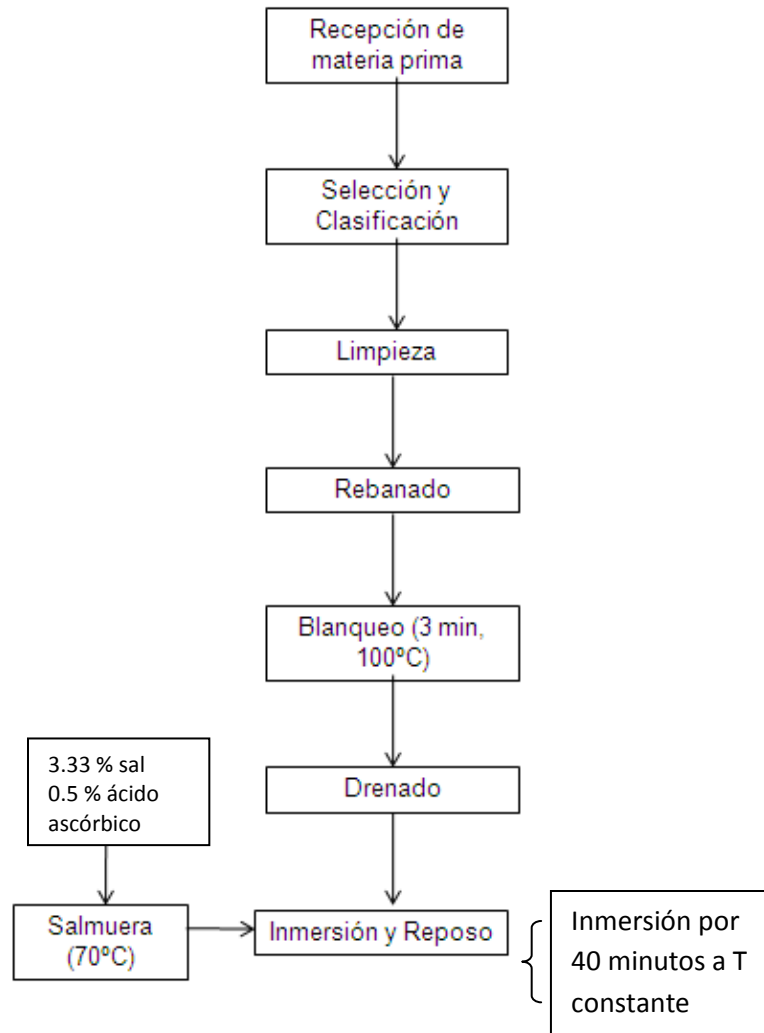 Recepción de
materia prima
Selección y
Clasificación
Limpieza
Rebanado
Blanqueo (3 min,
100ºC)
3.33 % sal
0.5 % ácido
ascórbico
Drenado
Salmuera
(70ºC)
Inmersión y Reposo
Inmersión por
40 minutos a T
constante